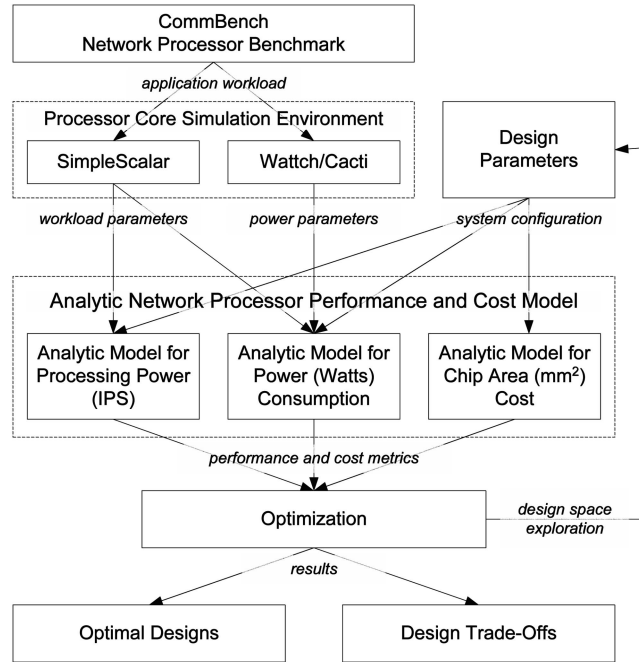 CommBench
Network Processor Benchmark
application workload
Processor Core Simulation Environment
SimpleScalar
Wattch/Cacti
Design
Parameters
workload parameters
power parameters
system configuration
Analytic Network Processor Performance and Cost Model
Analytic Model for
Processing Power
(IPS)
Analytic Model for
Power (Watts)
Consumption
Analytic Model for
Chip Area (mm²)
Cost
performance and cost metrics
Optimization
design space
exploration
results
Optimal Designs
Design Trade-Offs